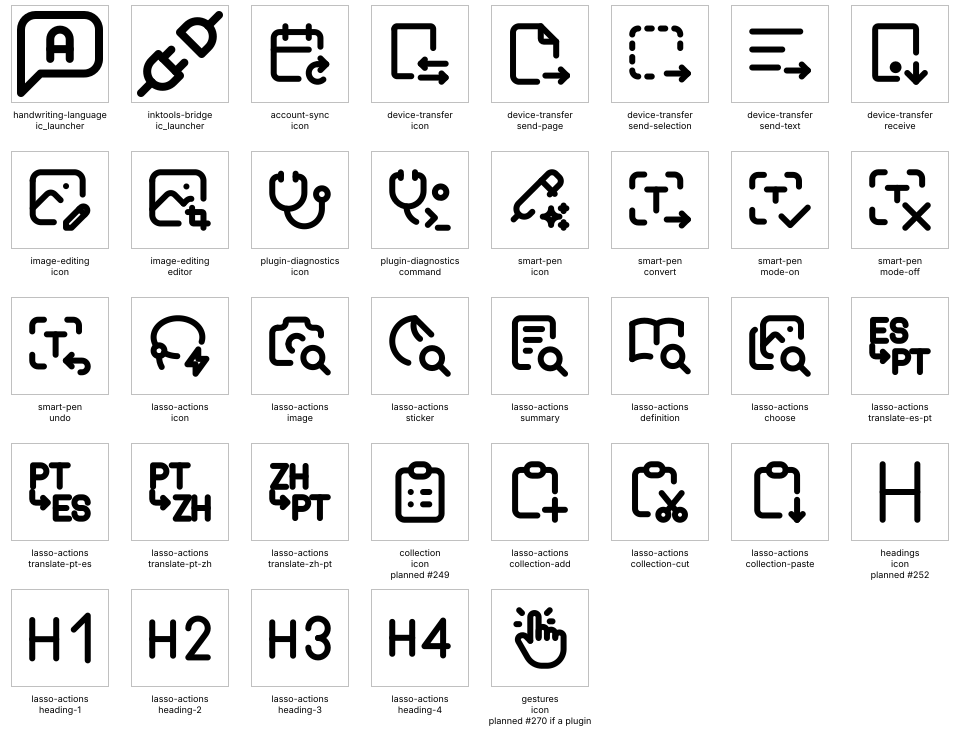 A
handwriting-language
ic_launcher
inktools-bridge
ic_launcher
account-sync
icon
device-transfer
icon
device-transfer
send-page
device-transfer
send-selection
device-transfer
send-text
device-transfer
receive
image-editing
icon
image-editing
editor
plugin-diagnostics
icon
plugin-diagnostics
command
smart-pen
icon
T
smart-pen
convert
T
smart-pen
mode-on
T
smart-pen
mode-off
T
smart-pen
undo
lasso-actions
icon
lasso-actions
image
lasso-actions
sticker
lasso-actions
summary
lasso-actions
definition
lasso-actions
choose
ES
PT
lasso-actions
translate-es-pt
PT
ES
lasso-actions
translate-pt-es
PT
ZH
lasso-actions
translate-pt-zh
ZH
PT
lasso-actions
translate-zh-pt
collection
icon
planned #249
lasso-actions
collection-add
lasso-actions
collection-cut
lasso-actions
collection-paste
H
headings
icon
planned #252
H1
lasso-actions
heading-1
H2
lasso-actions
heading-2
H3
lasso-actions
heading-3
H4
lasso-actions
heading-4
gestures
icon
planned #270 if a plugin